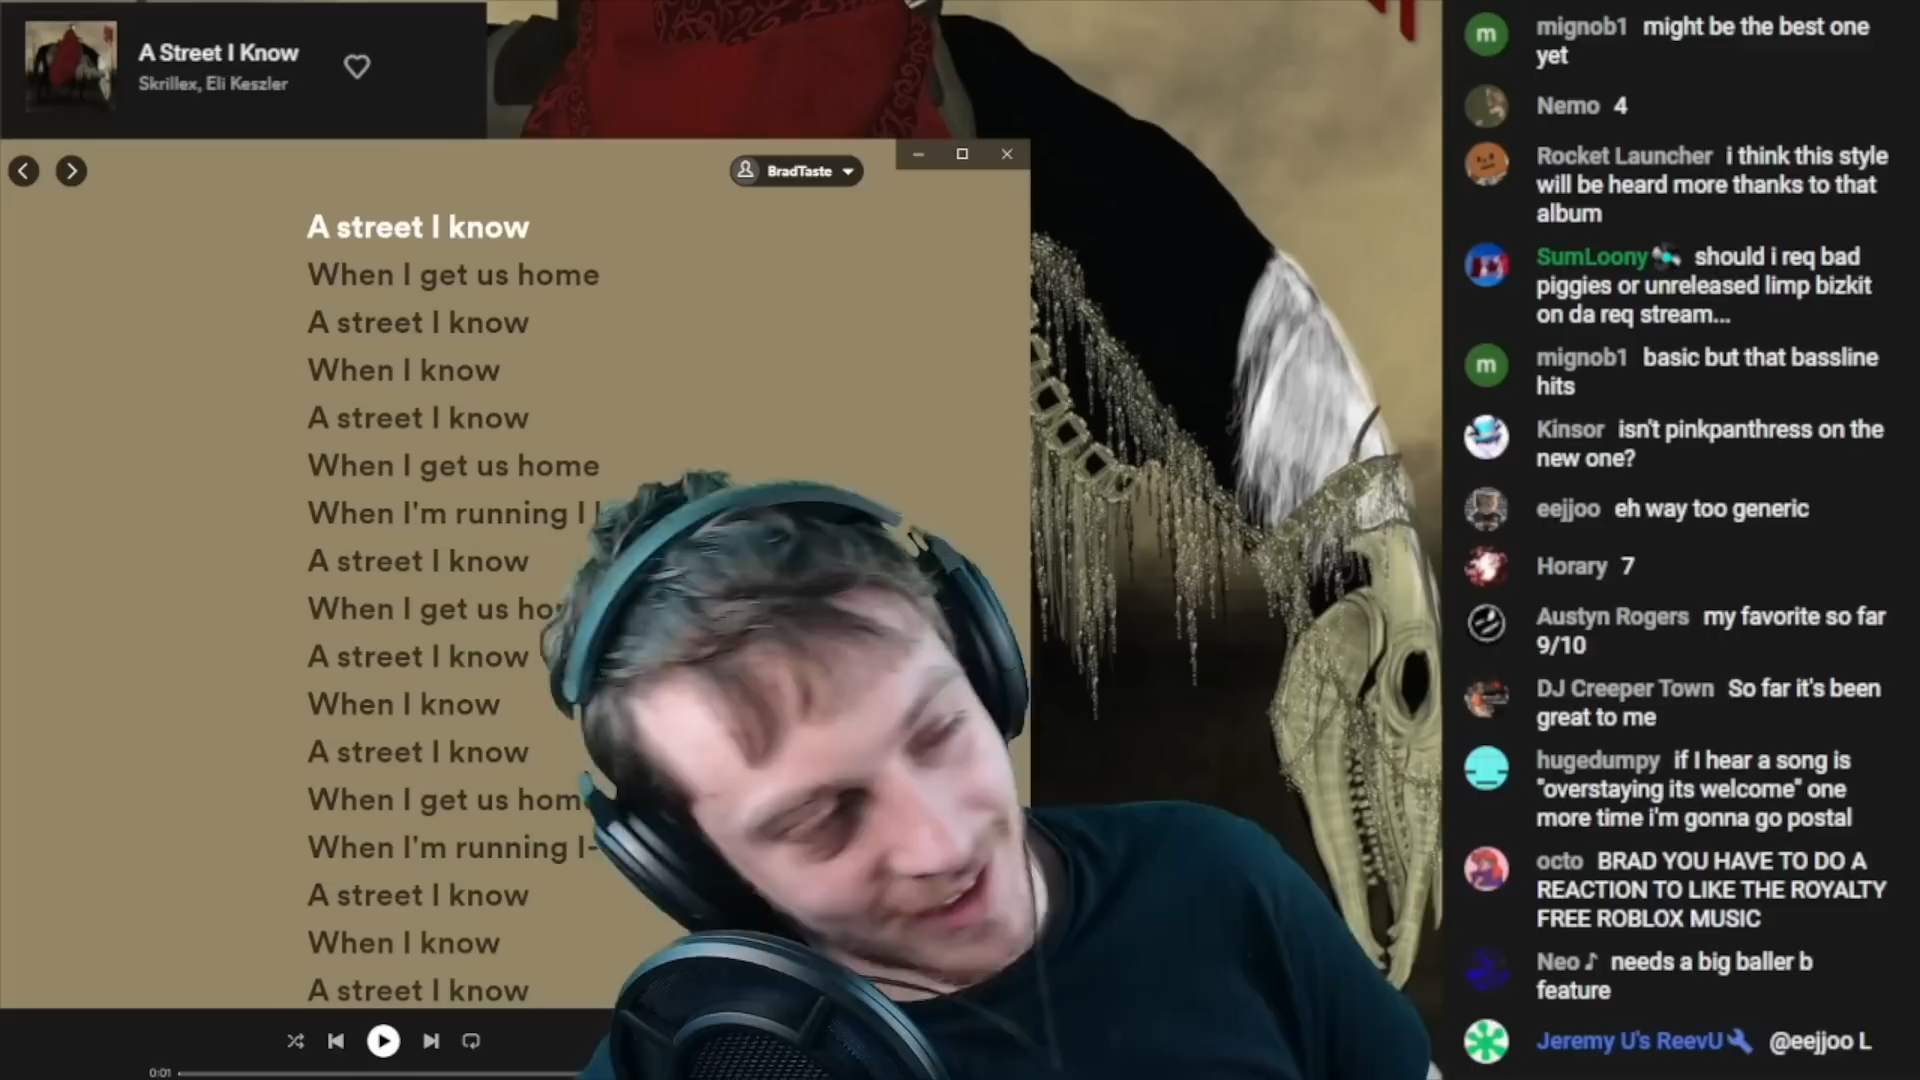 A Street I Know
Skrillex, Eli Keszler
BradTaste
A street I know
When I get us home
A street I know
When I know
A street I know
When I get us home
When I'm running I
A street I know
When I get us
A street I know
When I know
A street I know
When I get us hom
When I'm running I-
A street I know
When I know
A street I know
0:01
mignob1 might be the best one
yet
Nemo 4
Rocket Launcher i think this style
will be heard more thanks to that
album
SumLoony should i req bad
piggies or unreleased limp bizkit
on da req stream...
mignob1 basic but that bassline
hits
Kinsor isn't pinkpanthress on the
new one?
eejjoo eh way too generic
Horary 7
Austyn Rogers my favorite so far
9/10
DJ Creeper Town So far it's been
great to me
hugedumpy if I hear a song is
"overstaying its welcome" one
more time i'm gonna go postal
octo BRAD YOU HAVE TO DO A
REACTION TO LIKE THE ROYALTY
FREE ROBLOX MUSIC
Neo ♪ needs a big baller b
feature
Jeremy U's ReevU @eejjoo L